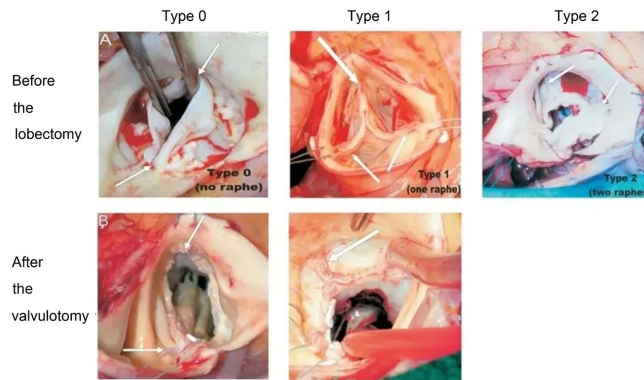 Type 0
Type 1
Type 2
Before
the
lobectomy
A
Type 0
(no raphe)
Type 1
(one raphe)
Type 2
(two raphe
After
the
valvulotomy
B